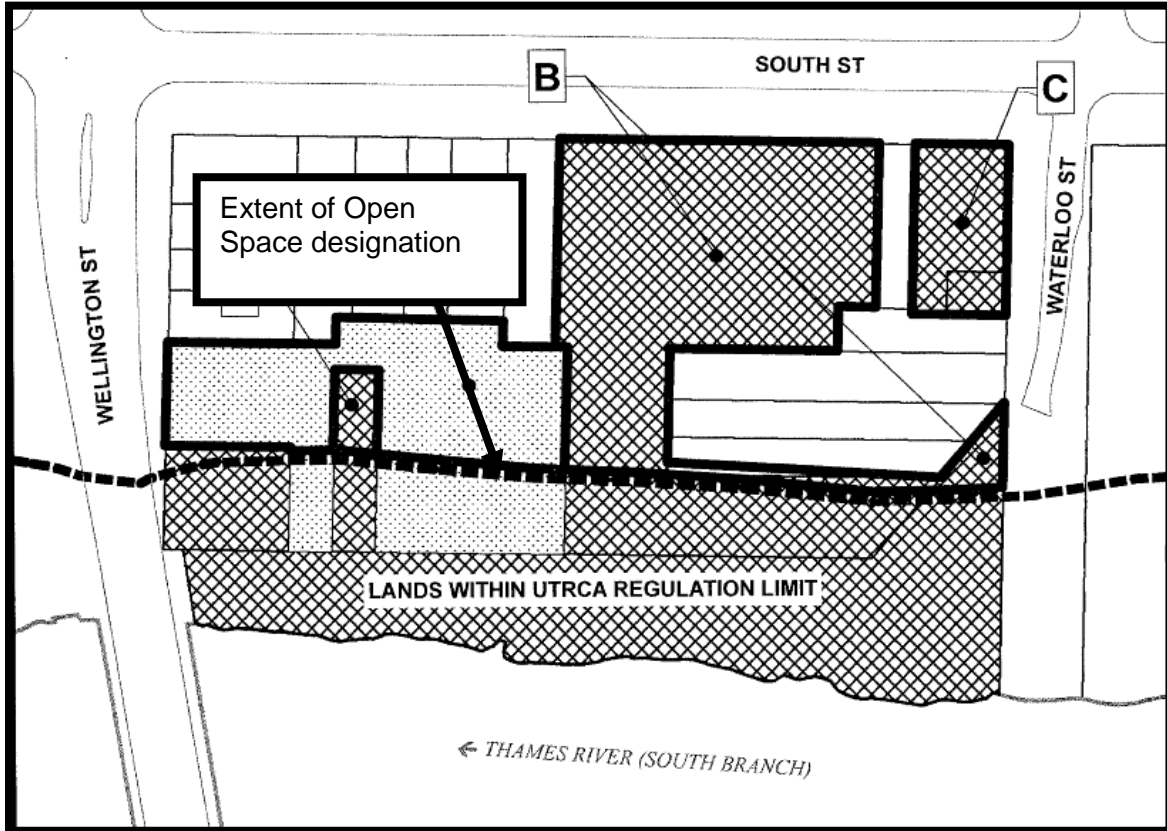 SOUTH ST
B
C
Extent of Open
Space designation
WELLINGTON ST
WATERLOO ST
LANDS WITHIN UTRCA REGULATION LIMIT
← THAMES RIVER (SOUTH BRANCH)